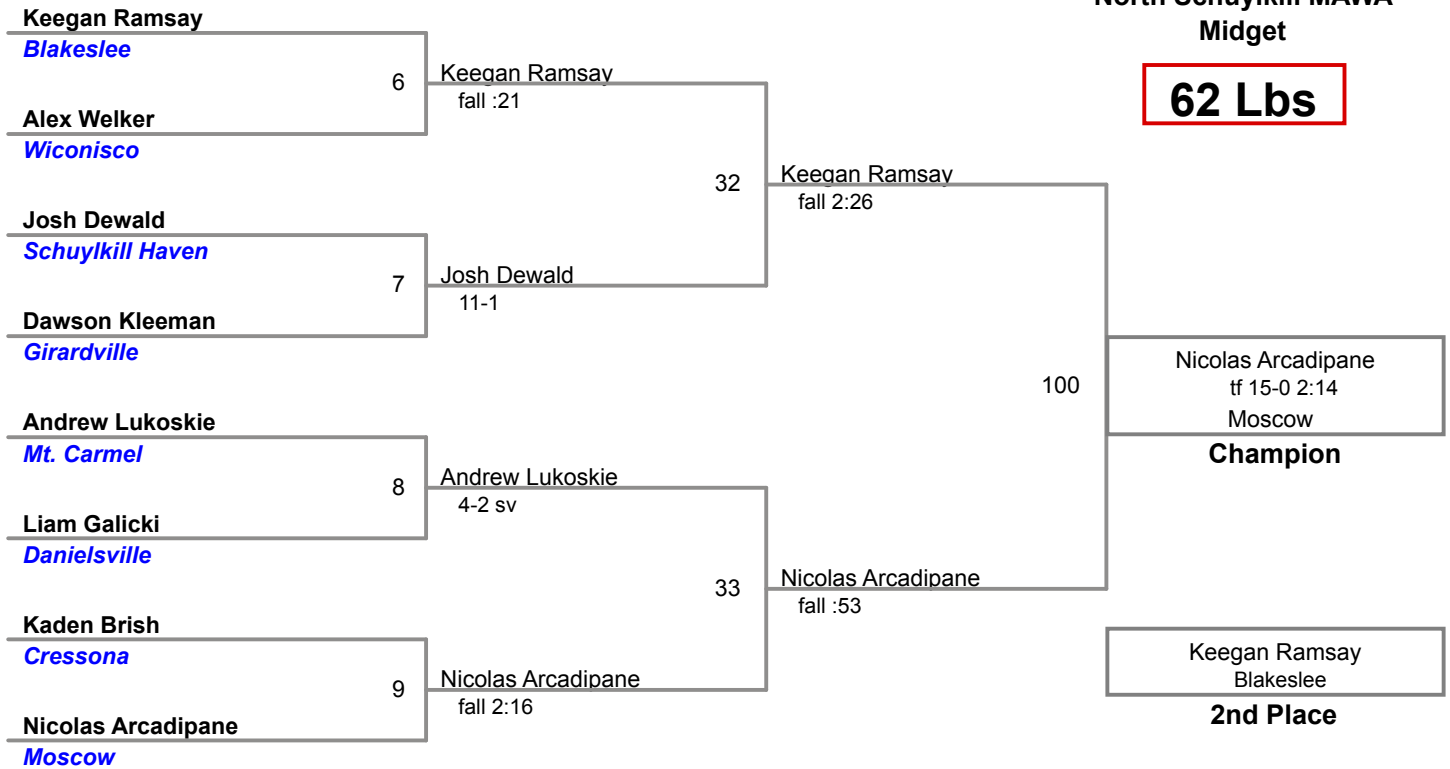 North Schuylkill MAWA
Midget
62 Lbs
Keegan Ramsay
Blakeslee
6
Keegan Ramsay
fall :21
Alex Welker
Wiconisco
32
Keegan Ramsay
fall 2:26
Josh Dewald
Schuylkill Haven
7
Josh Dewald
11-1
Dawson Kleeman
Girardville
100
Nicolas Arcadipane
tf 15-0 2:14
Moscow
Champion
Andrew Lukoskie
Mt. Carmel
8
Andrew Lukoskie
4-2 sv
Liam Galicki
Danielsville
33
Nicolas Arcadipane
fall :53
Kaden Brish
Cressona
9
Nicolas Arcadipane
fall 2:16
Nicolas Arcadipane
Moscow
Keegan Ramsay
Blakeslee
2nd Place